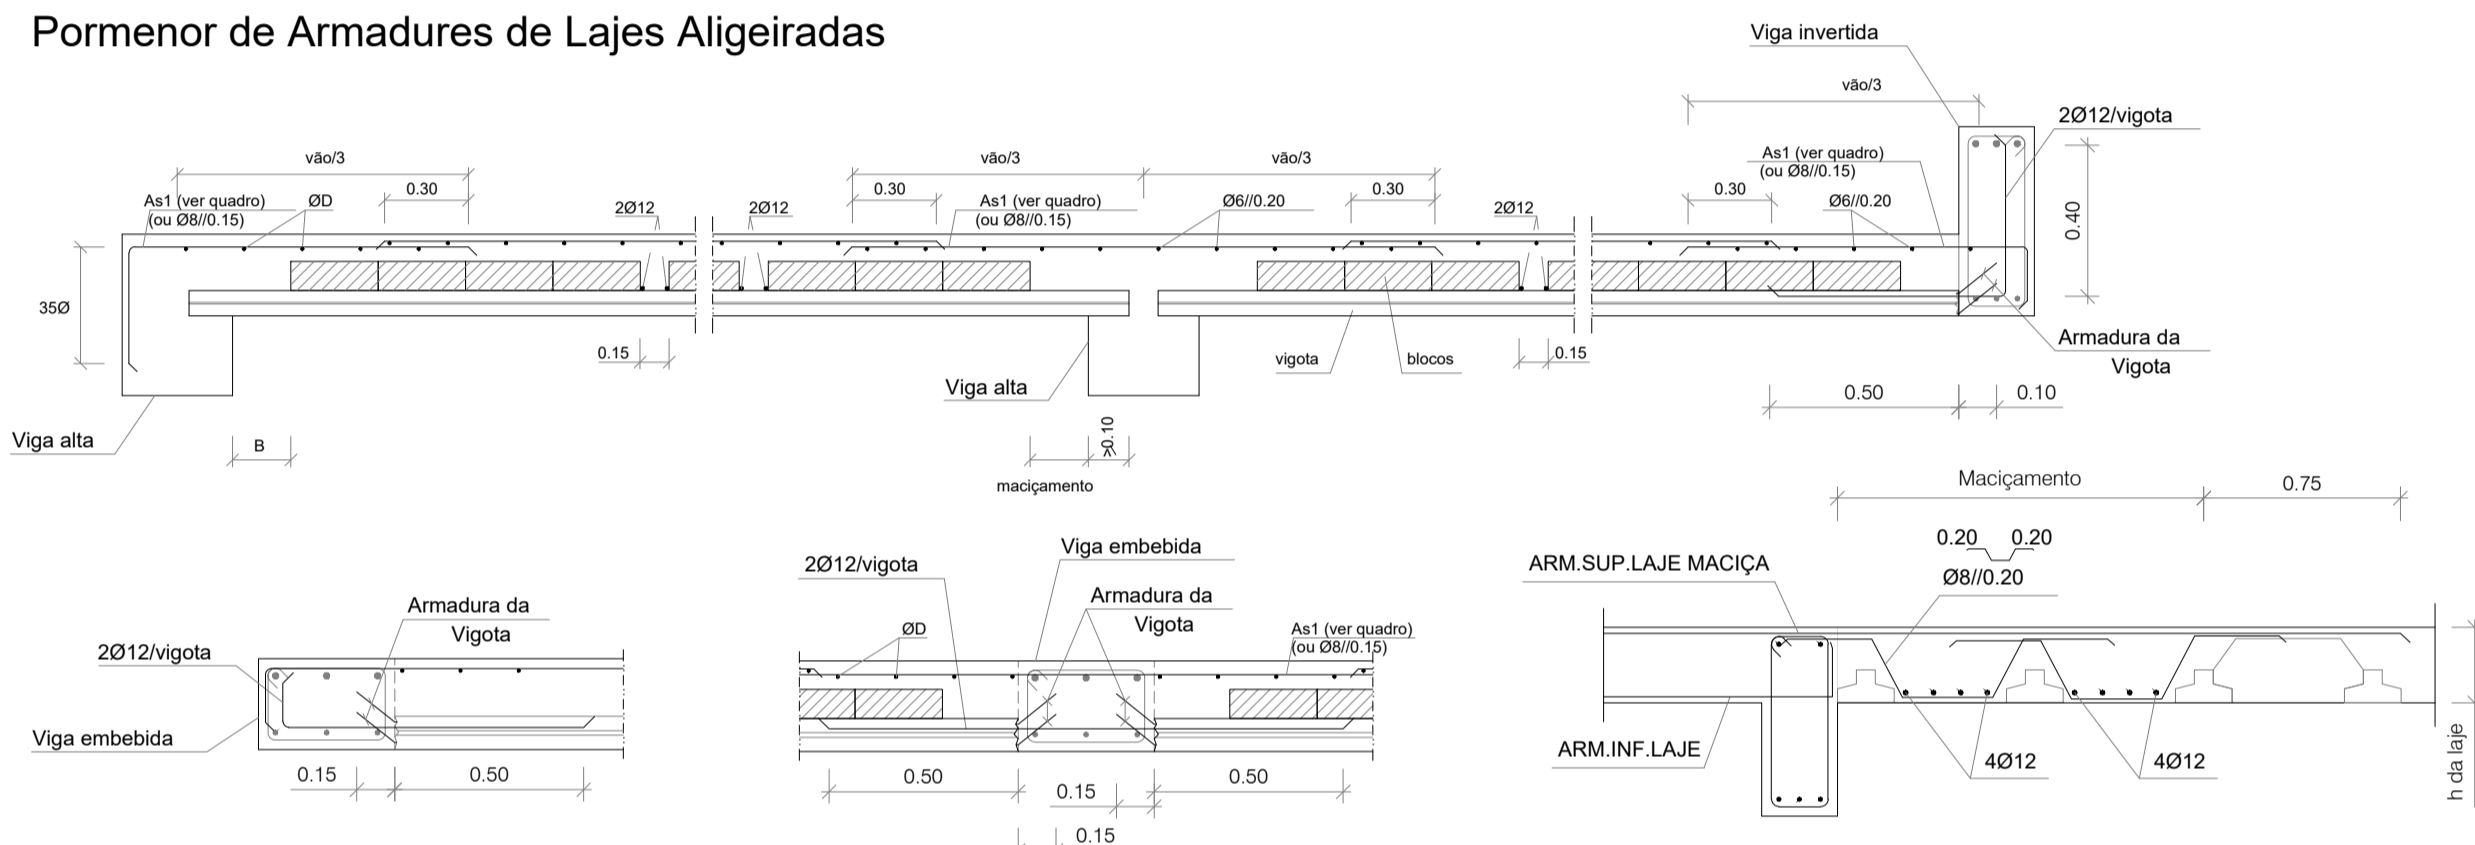 Pormenor de Armadures de Lajes Aligeiradas
Viga invertida
vão/3
2Ø12/vigota
vão/3
vão/3
vão/3
As1 (ver quadro)
(ou Ø8//0.15)
0.30
0.30
0.30
0.30
As1 (ver quadro)
(ou Ø8//0.15)
ØD
2Ø12
2Ø12
As1 (ver quadro)
(ou Ø8//0.15)
Ø6//0.20
2Ø12
Ø6//0.20
0.40
35Ø
0.15
vigota
blocos
0.15
Armadura da
Vigota
Viga alta
0.50
0.10
Viga alta
B
>0.10
maciçamento
Maciçamento
0.75
0.20
0.20
Ø8//0.20
ARM.SUP.LAJE MACIÇA
Viga embebida
2Ø12/vigota
Armadura da
Vigota
Armadura da
Vigota
ØD
As1 (ver quadro)
(ou Ø8//0.15)
2Ø12/vigota
Viga embebida
ARM.INF.LAJE
4Ø12
4Ø12
h da laje
0.15
0.50
0.50
0.15
0.50
0.15